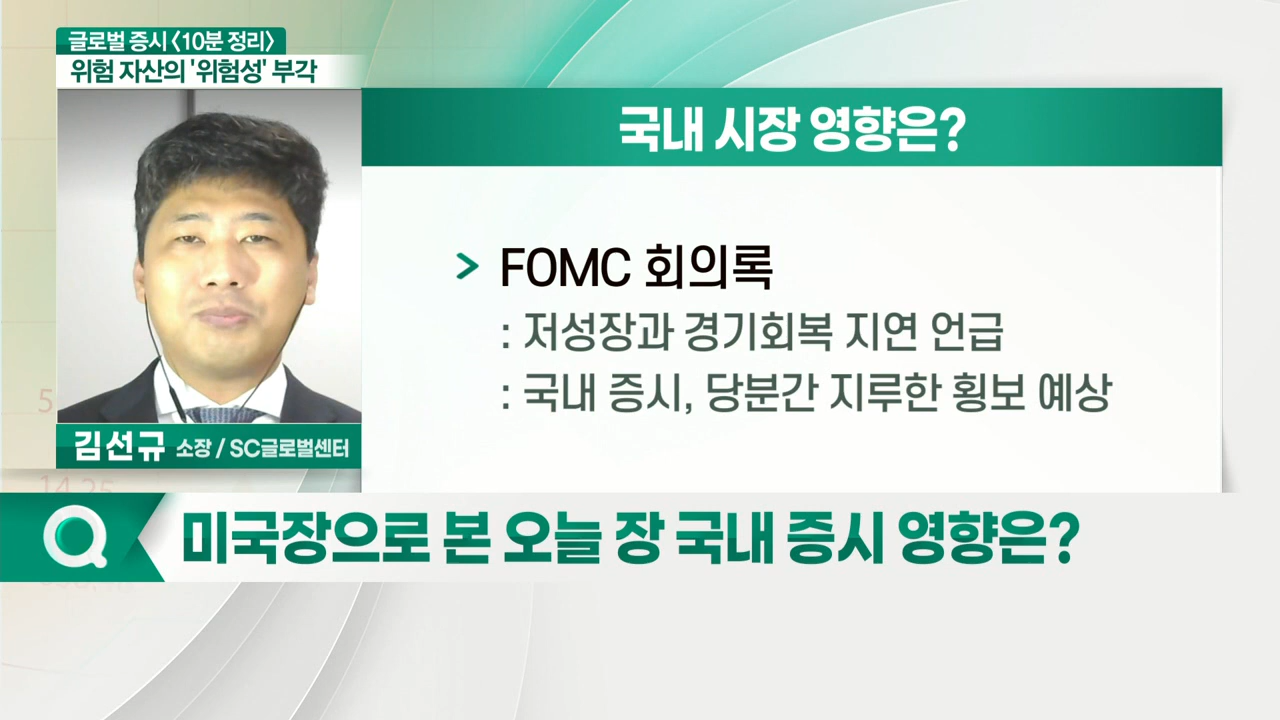 글로벌 증시 <10분 정리>
위험 자산의 '위험성' 부각
국내 시장 영향은?
> FOMC 회의록
: 저성장과 경기회복 지연 언급
: 국내 증시, 당분간 지루한 횡보 예상
김선규 소장 / SC글로벌센터
Q 미국장으로 본 오늘 장 국내 증시 영향은?